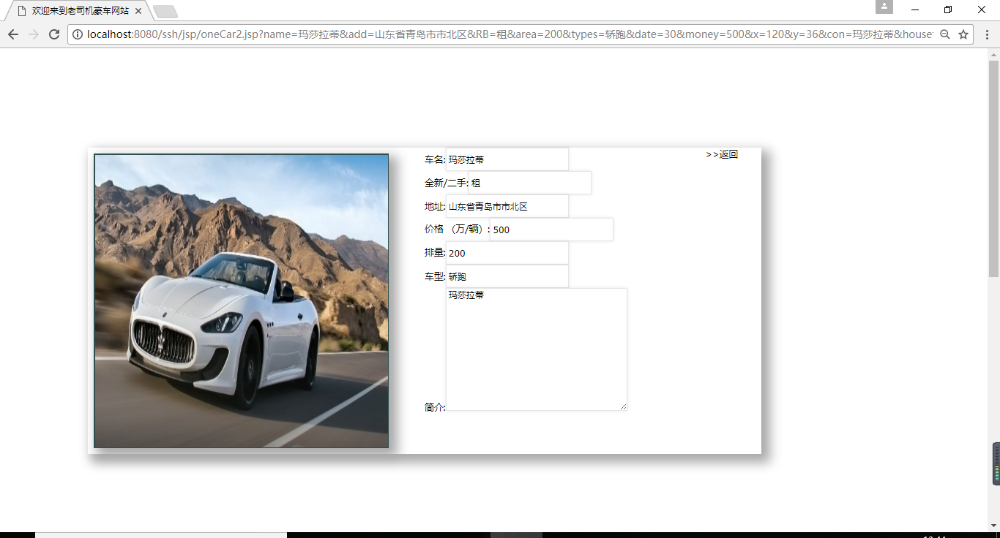 欢迎来到老司机豪车网站
localhost:8080/ssh/jsp/oneCar2.jsp?name=玛莎拉蒂&add=山东省青岛市市北区&RB=租&area=200&types=轿跑&date=30&money=500&x=120&y=36&con=玛莎拉蒂&house
>>返回
车名: 玛莎拉蒂
全新/二手: 租
地址: 山东省青岛市市北区
价格 （万/辆）: 500
排量: 200
车型: 轿跑
玛莎拉蒂
简介: